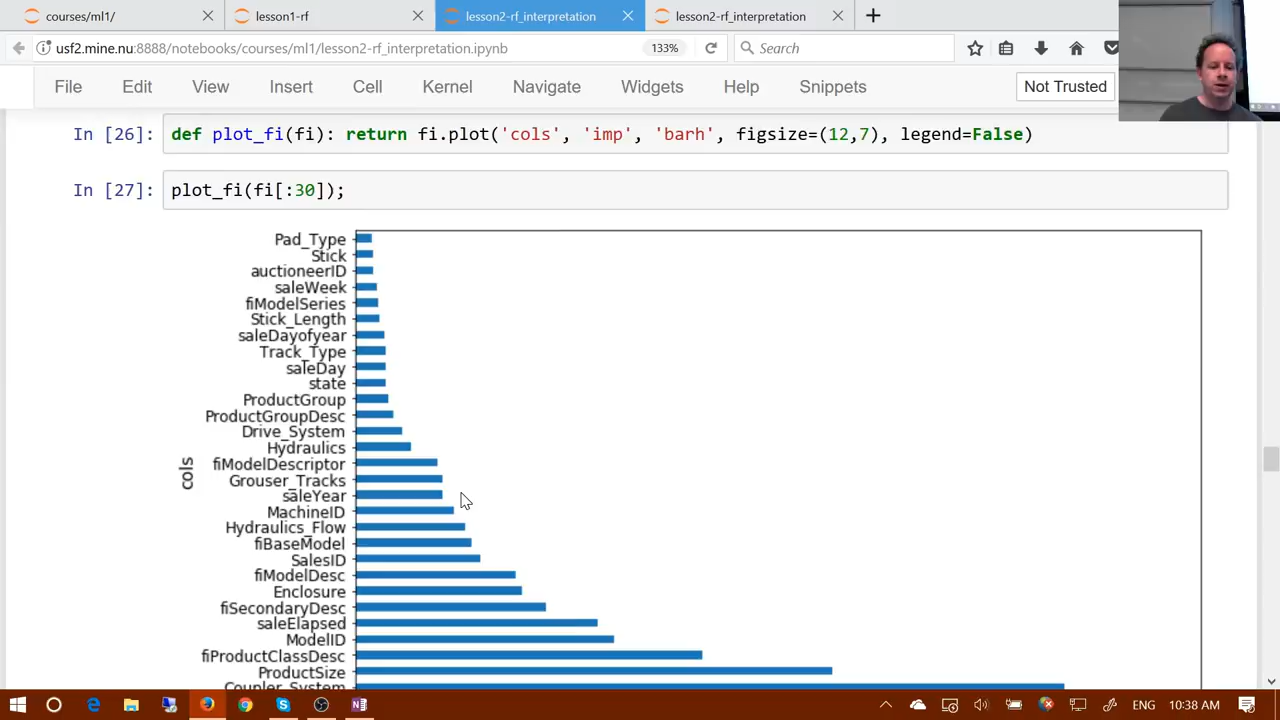 courses/ml1/
lesson1-rf
lesson2-rf_interpretation
lesson2-rf_interpretation
usf2.mine.nu:8888/notebooks/courses/ml1/lesson2-rf_interpretation.ipynb
133%
Search
File Edit View Insert Cell Kernel Navigate Widgets Help Snippets
Not Trusted
In [26]: def plot_fi(fi): return fi.plot('cols', 'imp', 'barh', figsize=(12,7), legend=False)
In [27]: plot_fi(fi[:30]);
Pad_Type
Stick
auctioneerID
saleWeek
fiModelSeries
Stick_Length
saleDayofyear
Track_Type
saleDay
state
ProductGroup
ProductGroupDesc
Drive_System
Hydraulics
fiModelDescriptor
Grouser_Tracks
saleYear
MachineID
Hydraulics_Flow
fiBaseModel
SalesID
fiModelDesc
Enclosure
fiSecondaryDesc
saleElapsed
ModelID
fiProductClassDesc
ProductSize
Coupler_System
cols
ENG
10:38 AM